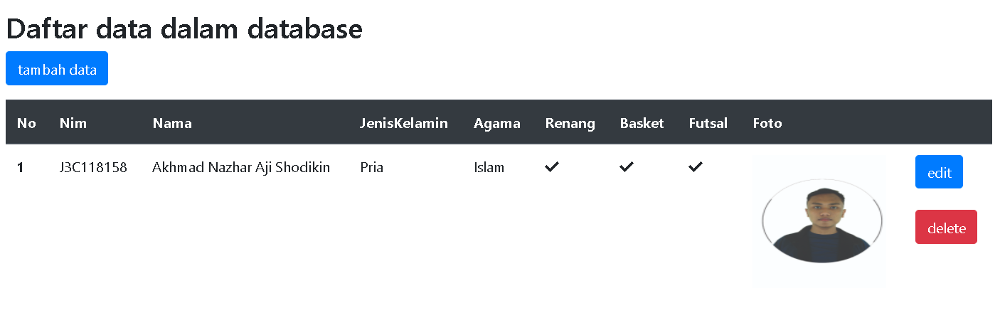 Daftar data dalam database
tambah data
No Nim Nama JenisKelamin Agama Renang Basket Futsal Foto
1 J3C118158 Akhmad Nazhar Aji Shodikin Pria Islam ✓ ✓ ✓ edit
delete